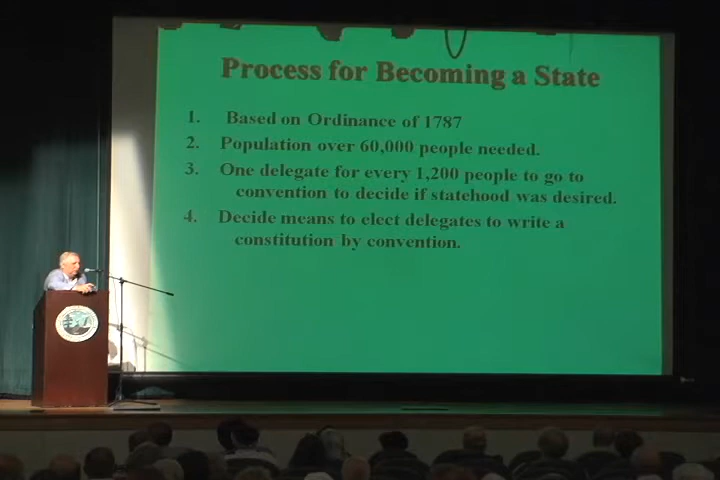 Process for Becoming a State
1. Based on Ordinance of 1787
2. Population over 60,000 people needed.
3. One delegate for every 1,200 people to go to
convention to decide if statehood was desired.
4. Decide means to elect delegates to write a
constitution by convention.